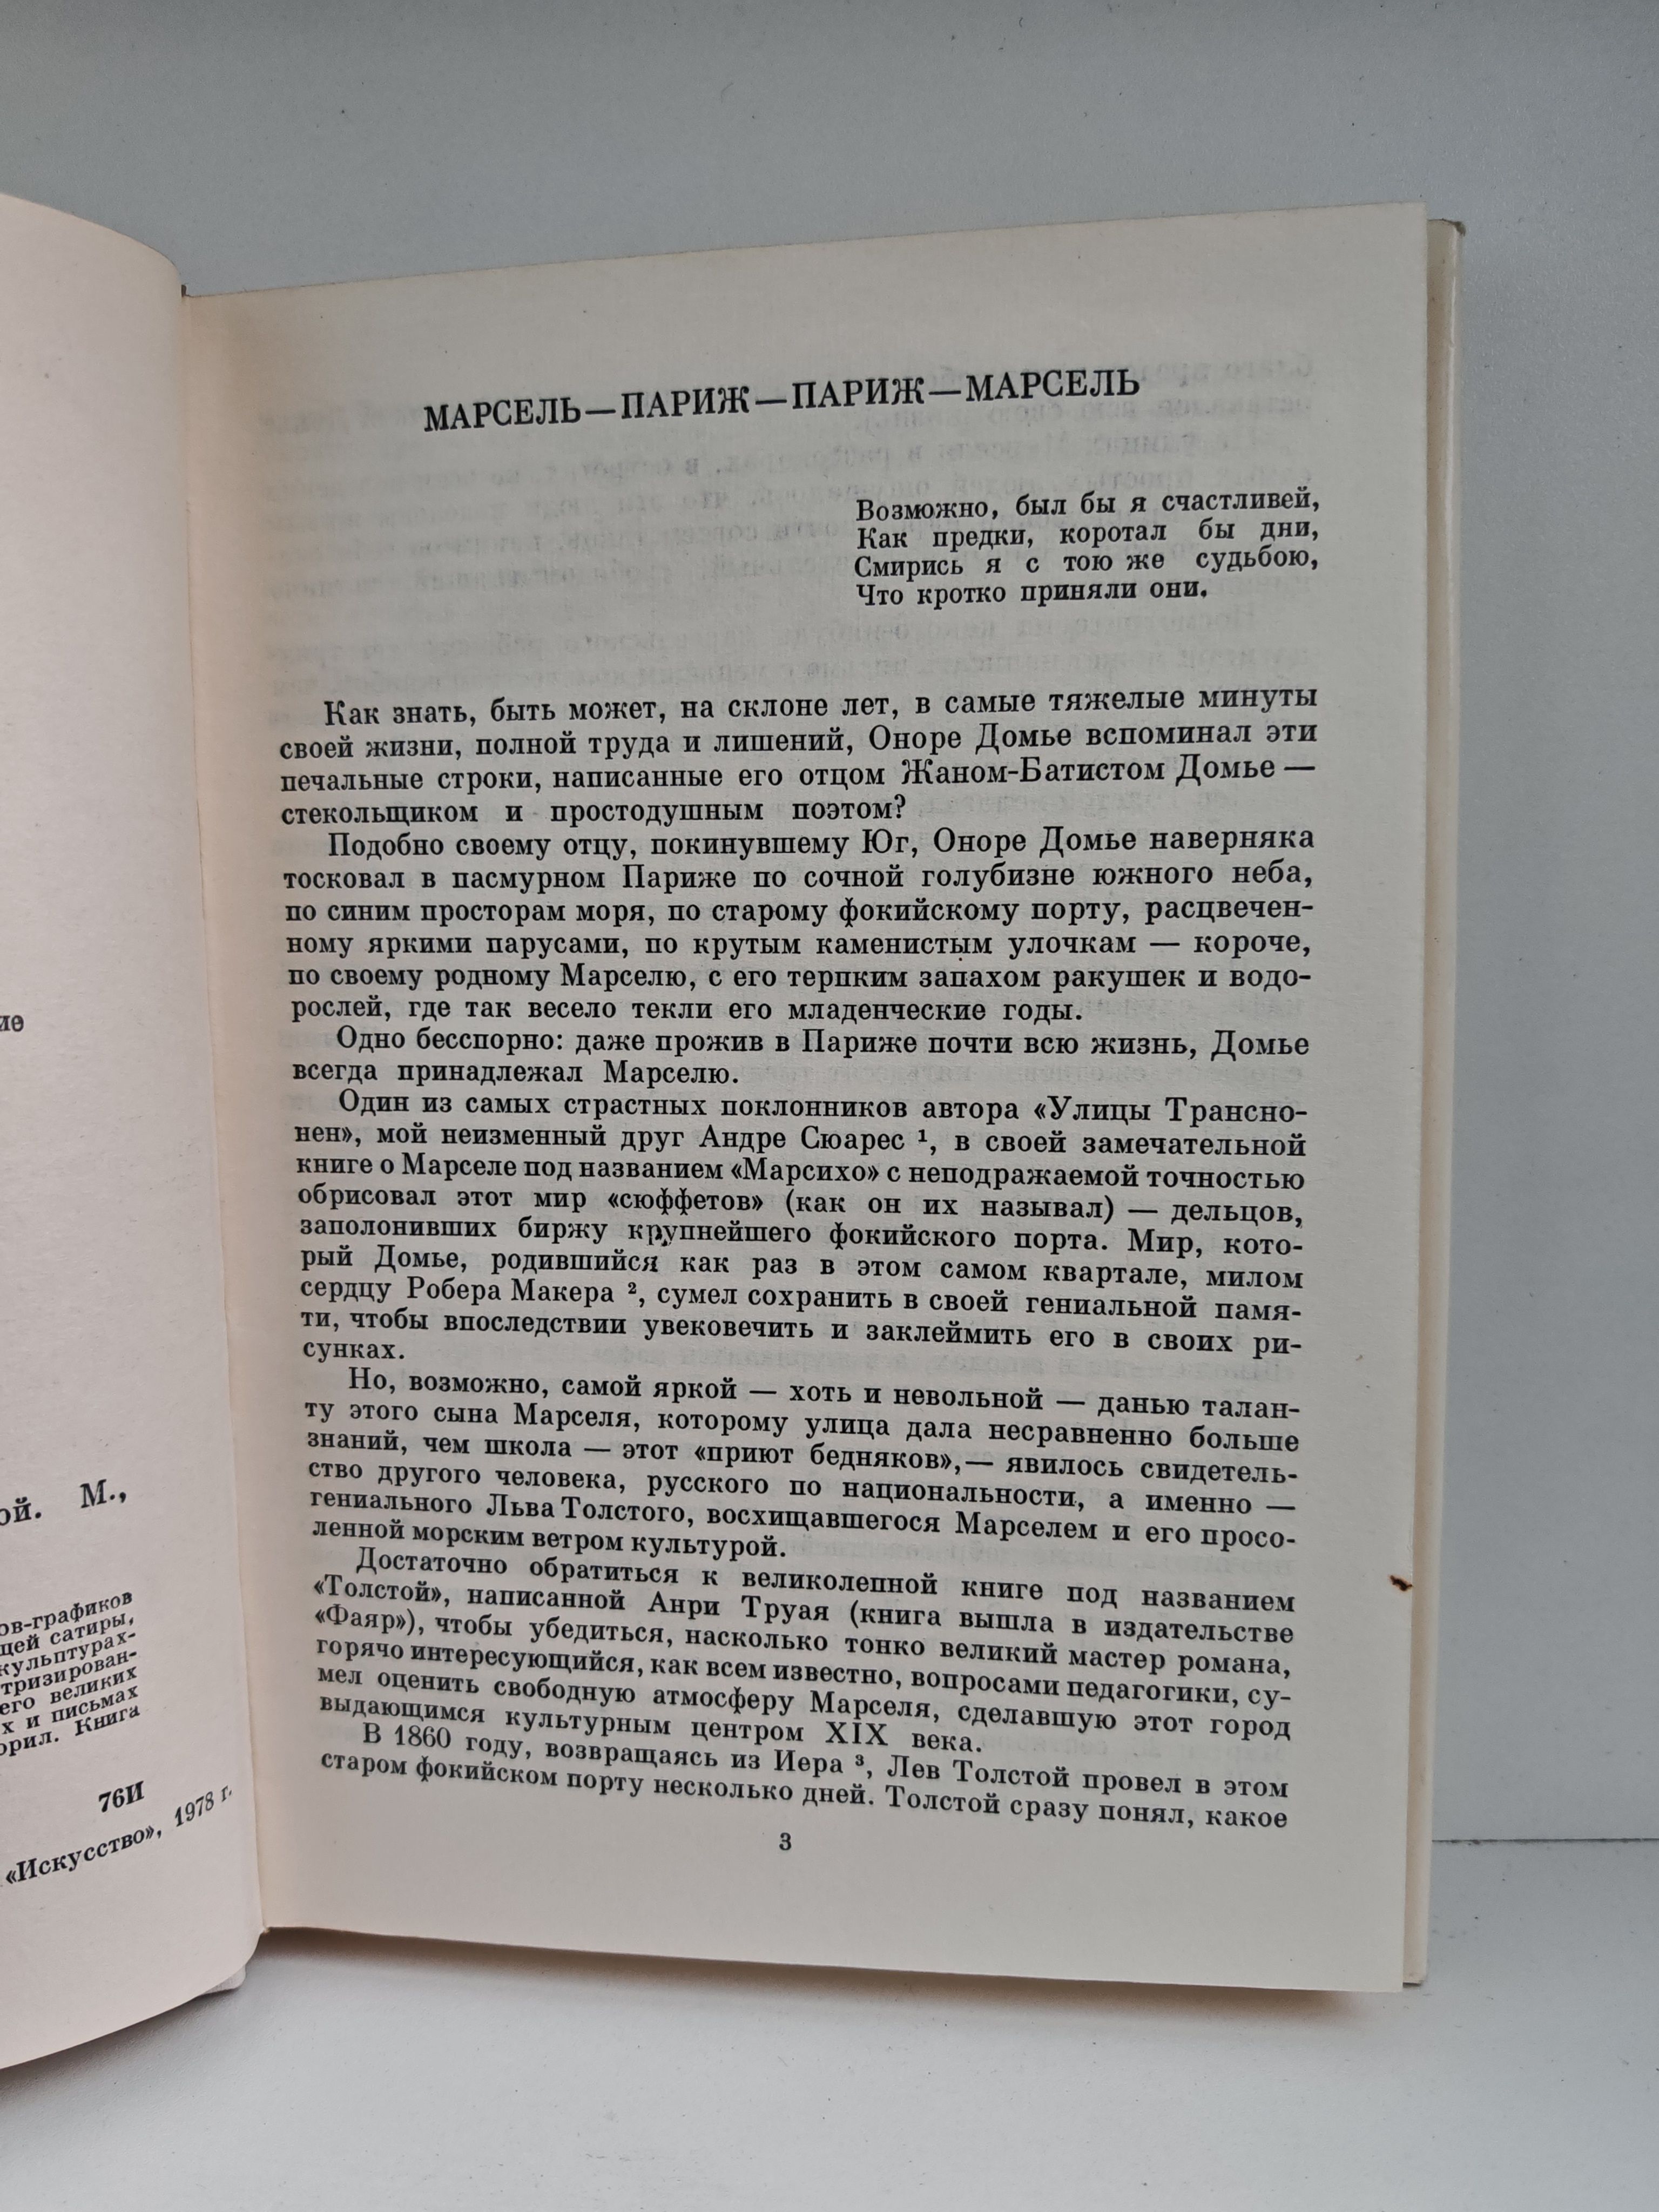 ие
ой. М.,
ов-графиков
щей сатиры,
кульптурах-
тризирован-
его великих
х и письмах
орил. Книга
76И
«Искусство», 1978 г.
МАРСЕЛЬ—ПАРИЖ—ПАРИЖ—МАРСЕЛЬ
Возможно, был бы я счастливей,
Как предки, коротал бы дни,
Смирись я с тою же судьбою,
Что кротко приняли они.
Как знать, быть может, на склоне лет, в самые тяжелые минуты
своей жизни, полной труда и лишений, Оноре Домье вспоминал эти
печальные строки, написанные его отцом Жаном-Батистом Домье —
стекольщиком и простодушным поэтом?
Подобно своему отцу, покинувшему Юг, Оноре Домье наверняка
тосковал в пасмурном Париже по сочной голубизне южного неба,
по синим просторам моря, по старому фокийскому порту, расцвечен-
ному яркими парусами, по крутым каменистым улочкам — короче,
по своему родному Марселю, с его терпким запахом ракушек и водо-
рослей, где так весело текли его младенческие годы.
Одно бесспорно: даже прожив в Париже почти всю жизнь, Домье
всегда принадлежал Марселю.
Один из самых страстных поклонников автора «Улицы Транско-
нен», мой неизменный друг Андре Сюарес ¹, в своей замечательной
книге о Марселе под названием «Марсихо» с неподражаемой точностью
обрисовал этот мир «сюффетов» (как он их называл) — дельцов,
заполонивших биржу крупнейшего фокийского порта. Мир, кото-
рый Домье, родившийся как раз в этом самом квартале, милом
сердцу Робера Макера ², сумел сохранить в своей гениальной памя-
ти, чтобы впоследствии увековечить и заклеймить его в своих ри-
сунках.
Но, возможно, самой яркой — хоть и невольной — данью талан-
ту этого сына Марселя, которому улица дала несравненно больше
знаний, чем школа — этот «приют бедняков»,— явилось свидетель-
ство другого человека, русского по национальности, а именно —
гениального Льва Толстого, восхищавшегося Марселем и его просо-
ленной морским ветром культурой.
Достаточно обратиться к великолепной книге под названием
«Толстой», написанной Анри Труая (книга вышла в издательстве
«Фаяр»), чтобы убедиться, насколько тонко великий мастер романа,
горячо интересующийся, как всем известно, вопросами педагогики, су-
мел оценить свободную атмосферу Марселя, сделавшую этот город
выдающимся культурным центром XIX века.
В 1860 году, возвращаясь из Иера ³, Лев Толстой провел в этом
старом фокийском порту несколько дней. Толстой сразу понял, какое
3